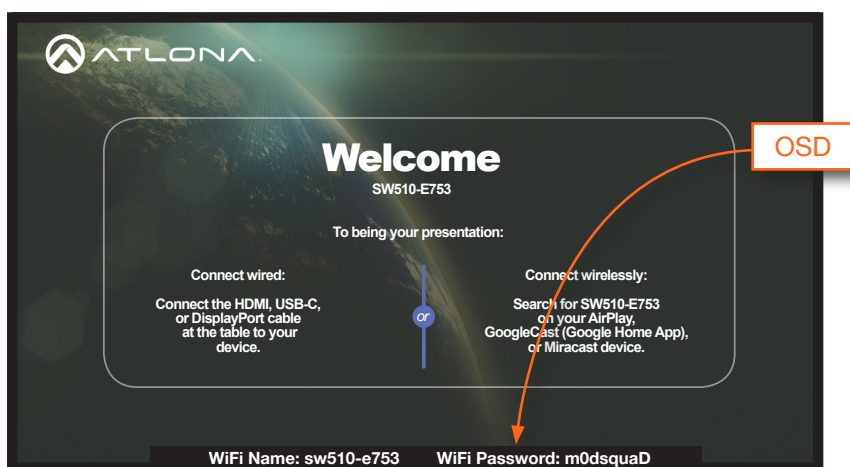 ATLONA.
OSD
Welcome
SW510-E753
To being your presentation:
Connect wired:
Connect the HDMI, USB-C,
or DisplayPort cable
at the table to your
device.
or
Connect wirelessly:
Search for SW510-E753
on your AirPlay,
GoogleCast (Google Home App),
or Miracast device.
WiFi Name: sw510-e753 WiFi Password: m0dsquaD